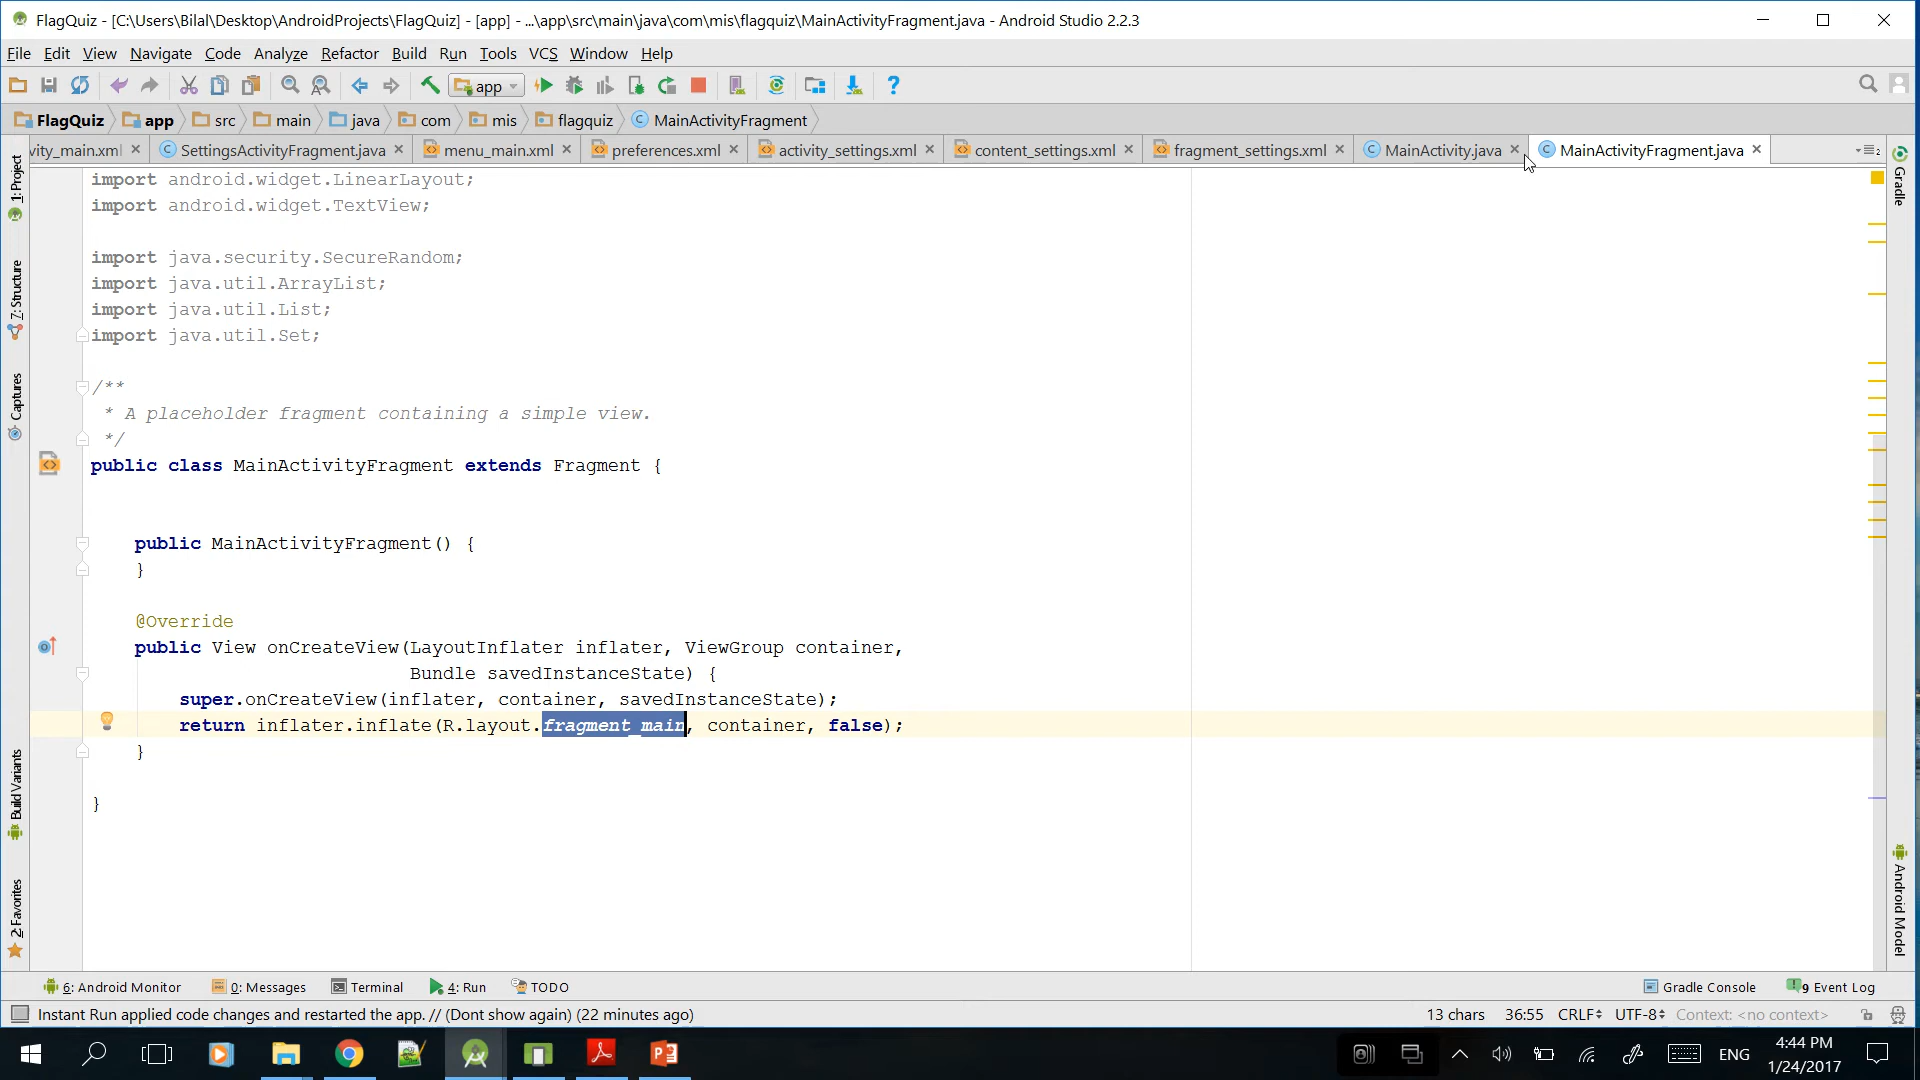 FlagQuiz - [C:\Users\Bilal\Desktop\AndroidProjects\FlagQuiz] - [app] - ...\app\src\main\java\com\mis\flagquiz\MainActivityFragment.java - Android Studio 2.2.3
File Edit View Navigate Code Analyze Refactor Build Run Tools VCS Window Help
app
FlagQuiz app src main java com mis flagquiz MainActivityFragment
vity_main.xml SettingsActivityFragment.java menu_main.xml preferences.xml activity_settings.xml content_settings.xml fragment_settings.xml MainActivity.java MainActivityFragment.java
1: Project
7: Structure
Captures
Build Variants
2: Favorites
Gradle
Android Model
import android.widget.LinearLayout;
import android.widget.TextView;
import java.security.SecureRandom;
import java.util.ArrayList;
import java.util.List;
import java.util.Set;
/**
* A placeholder fragment containing a simple view.
*/
public class MainActivityFragment extends Fragment {
public MainActivityFragment() {
}
@Override
public View onCreateView(LayoutInflater inflater, ViewGroup container,
Bundle savedInstanceState) {
super.onCreateView(inflater, container, savedInstanceState);
return inflater.inflate(R.layout.fragment_main, container, false);
}
}
6: Android Monitor 0: Messages Terminal 4: Run TODO Gradle Console 9 Event Log
Instant Run applied code changes and restarted the app. // (Dont show again) (22 minutes ago) 13 chars 36:55 CRLF UTF-8 Context: <no context>
ENG
4:44 PM
1/24/2017